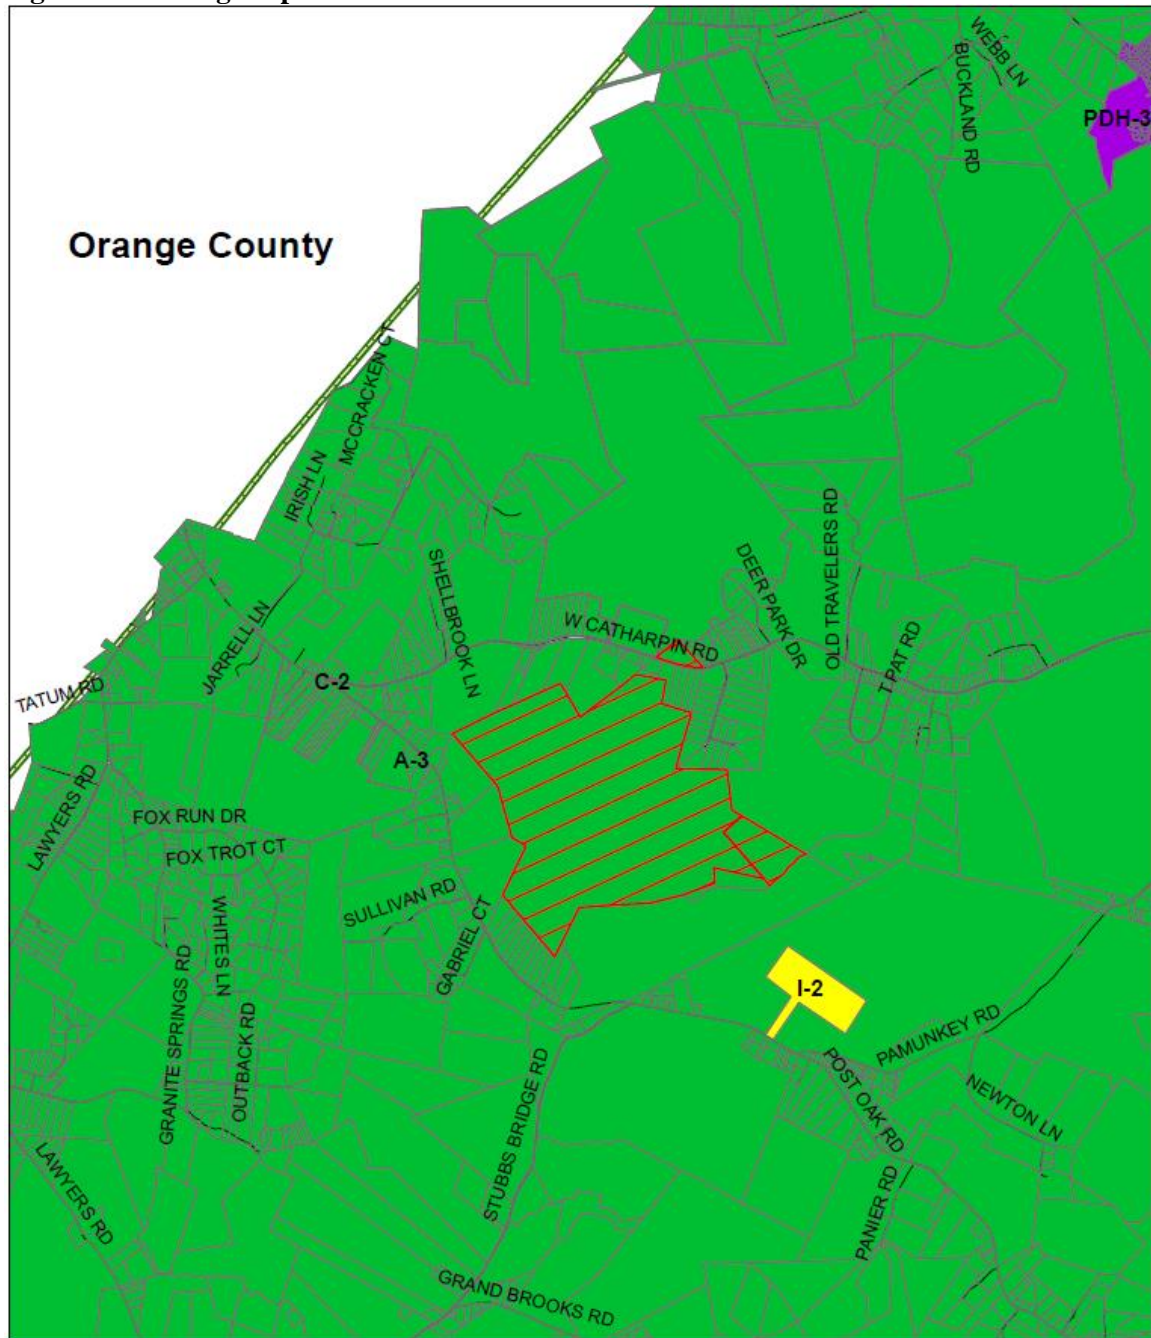 WEBB LN
BUCKLAND RD
PDH-3
Orange County
MCCRACKEN CT
IRISH LN
SHELLBROOK LN
OLD TRAVELERS RD
DEER PARK DR
W CATHARPIN RD
JARRELL LN
T PAT RD
C-2
TATUM RD
A-3
LAWYERS RD
FOX RUN DR
FOX TROT CT
SULLIVAN RD
GABRIEL CT
WHITES LN
GRANITE SPRINGS RD
OUTBACK RD
I-2
PAMUNKEY RD
POST OAK RD
NEWTON LN
STUBBS BRIDGE RD
LAWYERS RD
PANIER RD
GRAND BROOKS RD